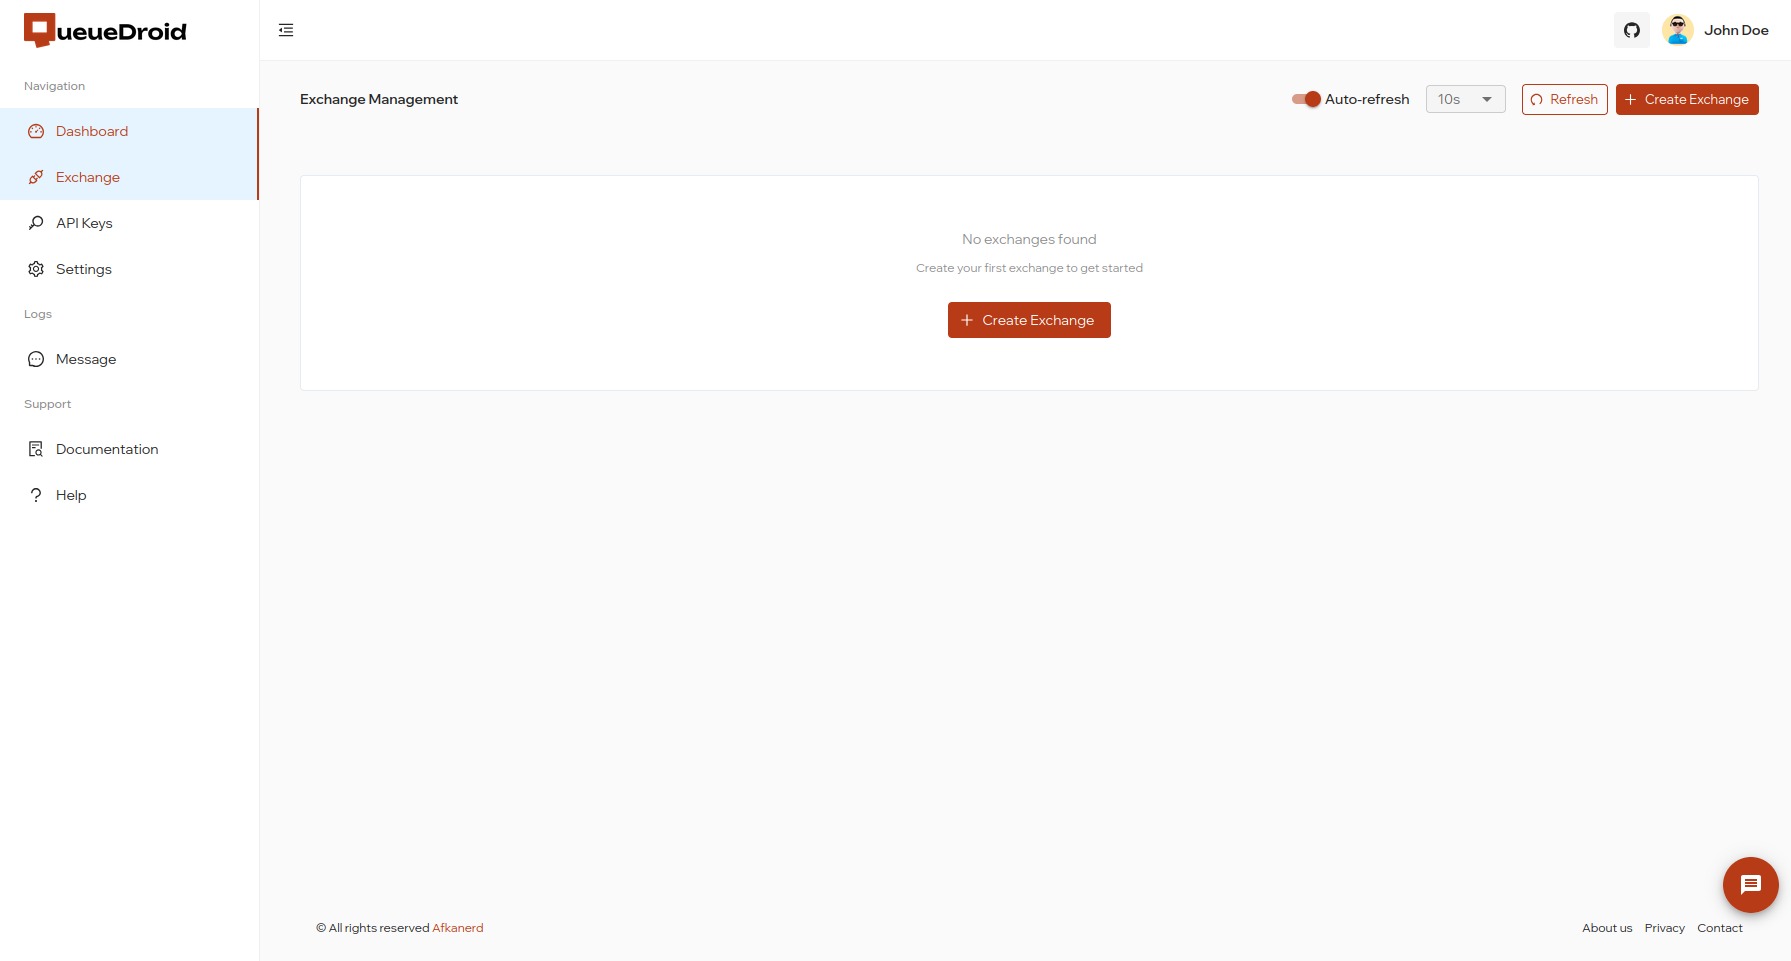 QueueDroid
John Doe
Navigation
Dashboard
Exchange
API Keys
Settings
Logs
Message
Support
Documentation
Help
Exchange Management
Auto-refresh
10s
Refresh
Create Exchange
No exchanges found
Create your first exchange to get started
Create Exchange
© All rights reserved Afkanerd
About us Privacy Contact